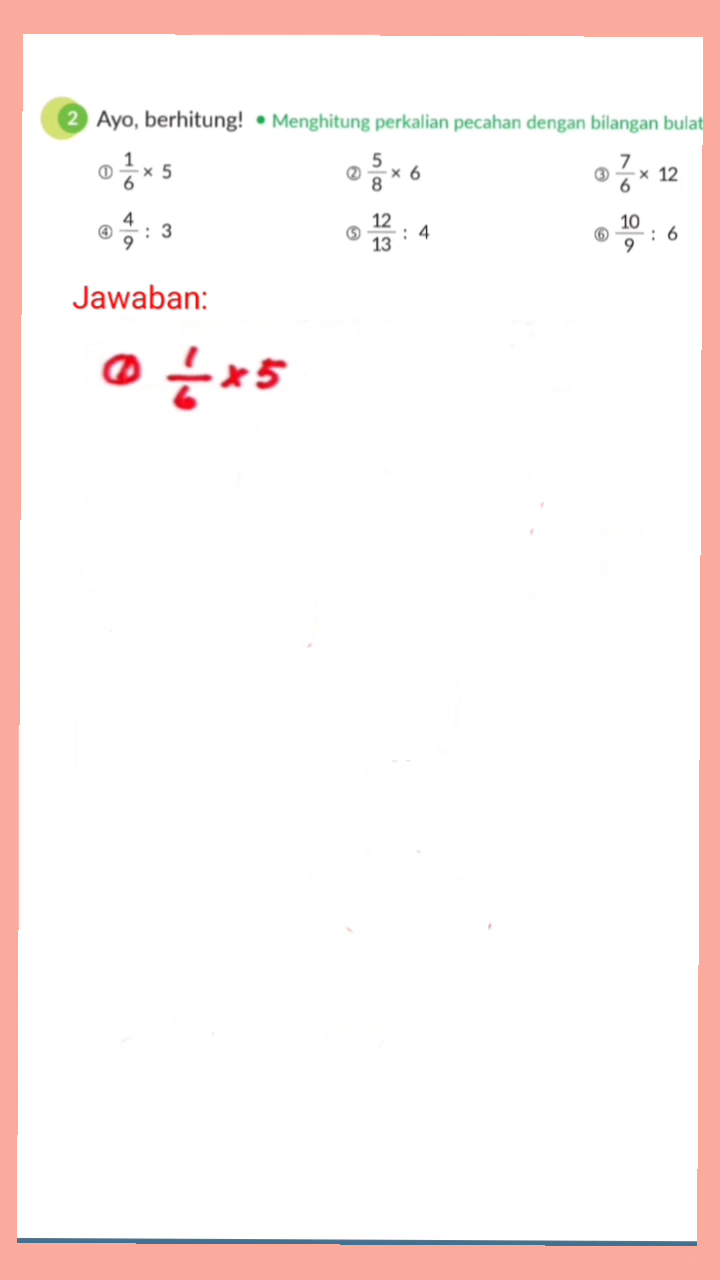 2 Ayo, berhitung! • Menghitung perkalian pecahan dengan bilangan bulat
① 1/6 × 5 ② 5/8 × 6 ③ 7/6 × 12
④ 4/9 : 3 ⑤ 12/13 : 4 ⑥ 10/9 : 6
Jawaban:
① 1/6 × 5